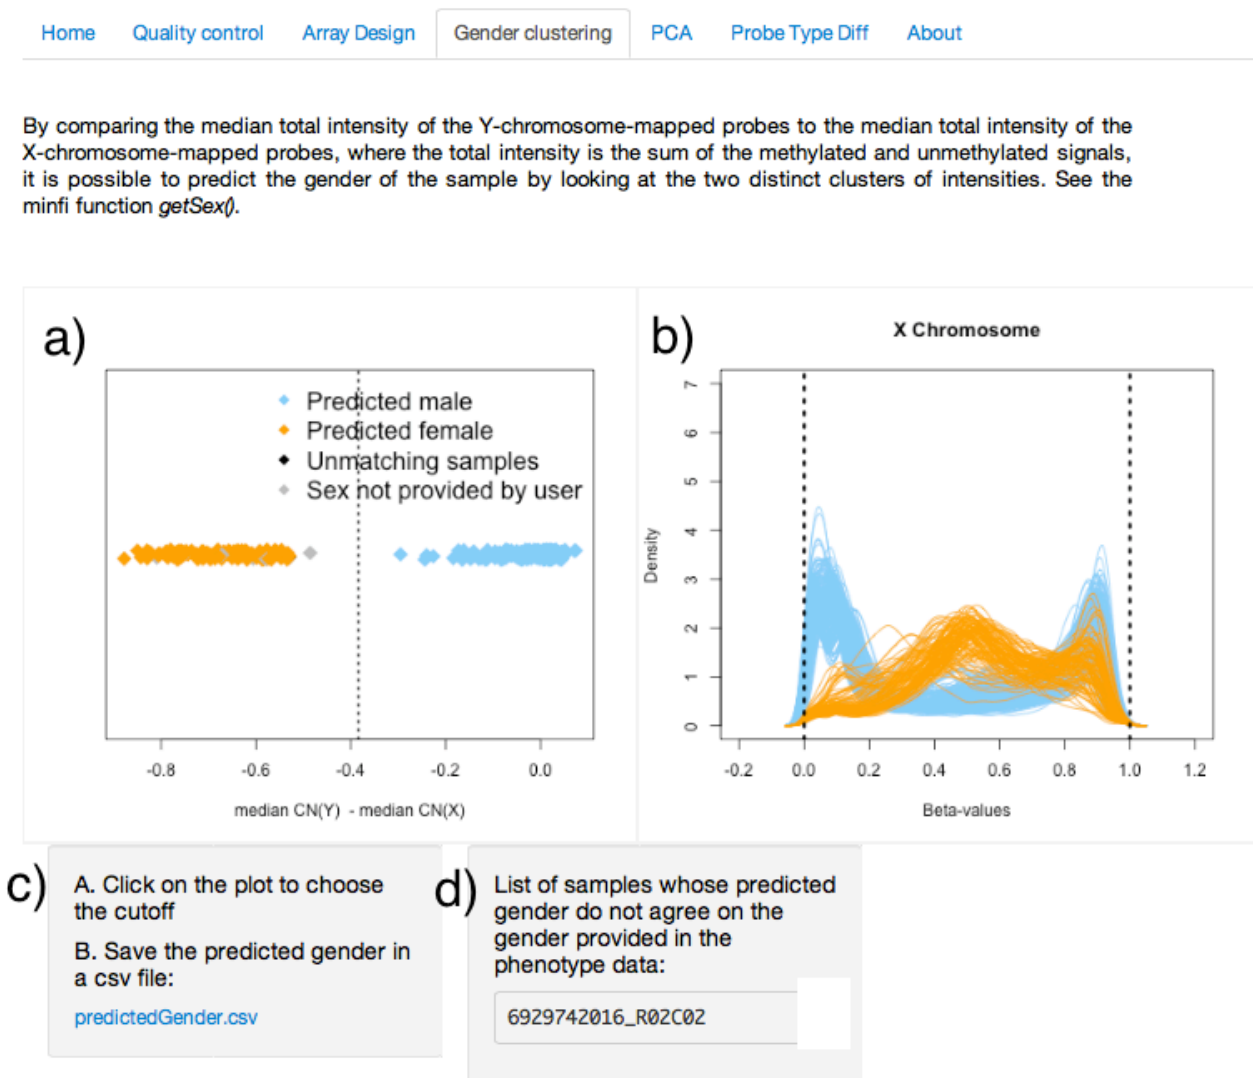 Home Quality control Array Design Gender clustering PCA Probe Type Diff About
By comparing the median total intensity of the Y-chromosome-mapped probes to the median total intensity of the
X-chromosome-mapped probes, where the total intensity is the sum of the methylated and unmethylated signals,
it is possible to predict the gender of the sample by looking at the two distinct clusters of intensities. See the
minfi function getSex().
a)
Predicted male
Predicted female
Unmatching samples
Sex not provided by user
-0.8 -0.6 -0.4 -0.2 0.0
median CN(Y) - median CN(X)
b)
X Chromosome
Density
7
6
5
4
3
2
1
0
-0.2 0.0 0.2 0.4 0.6 0.8 1.0 1.2
Beta-values
c)
A. Click on the plot to choose
the cutoff
B. Save the predicted gender in
a csv file:
predictedGender.csv
d)
List of samples whose predicted
gender do not agree on the
gender provided in the
phenotype data:
6929742016_R02C02